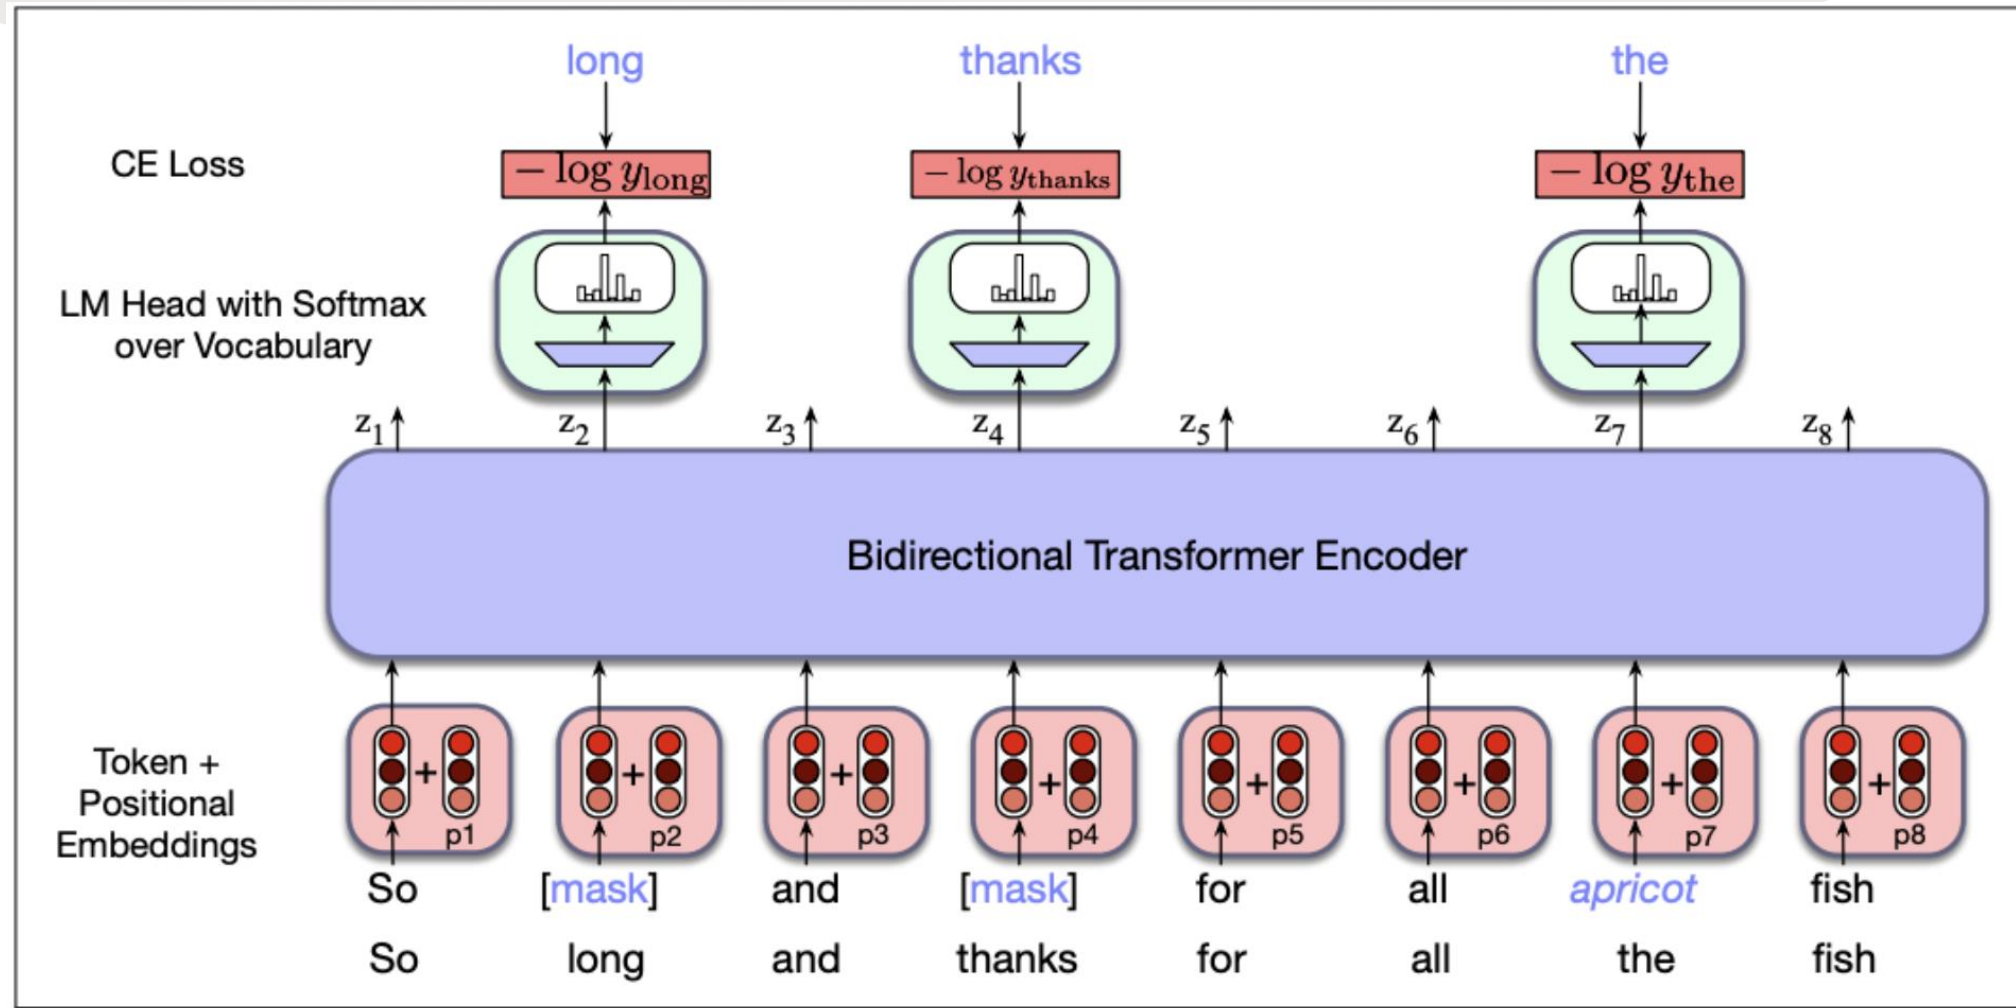 long thanks the
CE Loss
− log y_long − log y_thanks − log y_the
LM Head with Softmax
over Vocabulary
z₁ z₂ z₃ z₄ z₅ z₆ z₇ z₈
Bidirectional Transformer Encoder
Token +
Positional
Embeddings
+ + + + + + + +
p1 p2 p3 p4 p5 p6 p7 p8
So [mask] and [mask] for all apricot fish
So long and thanks for all the fish